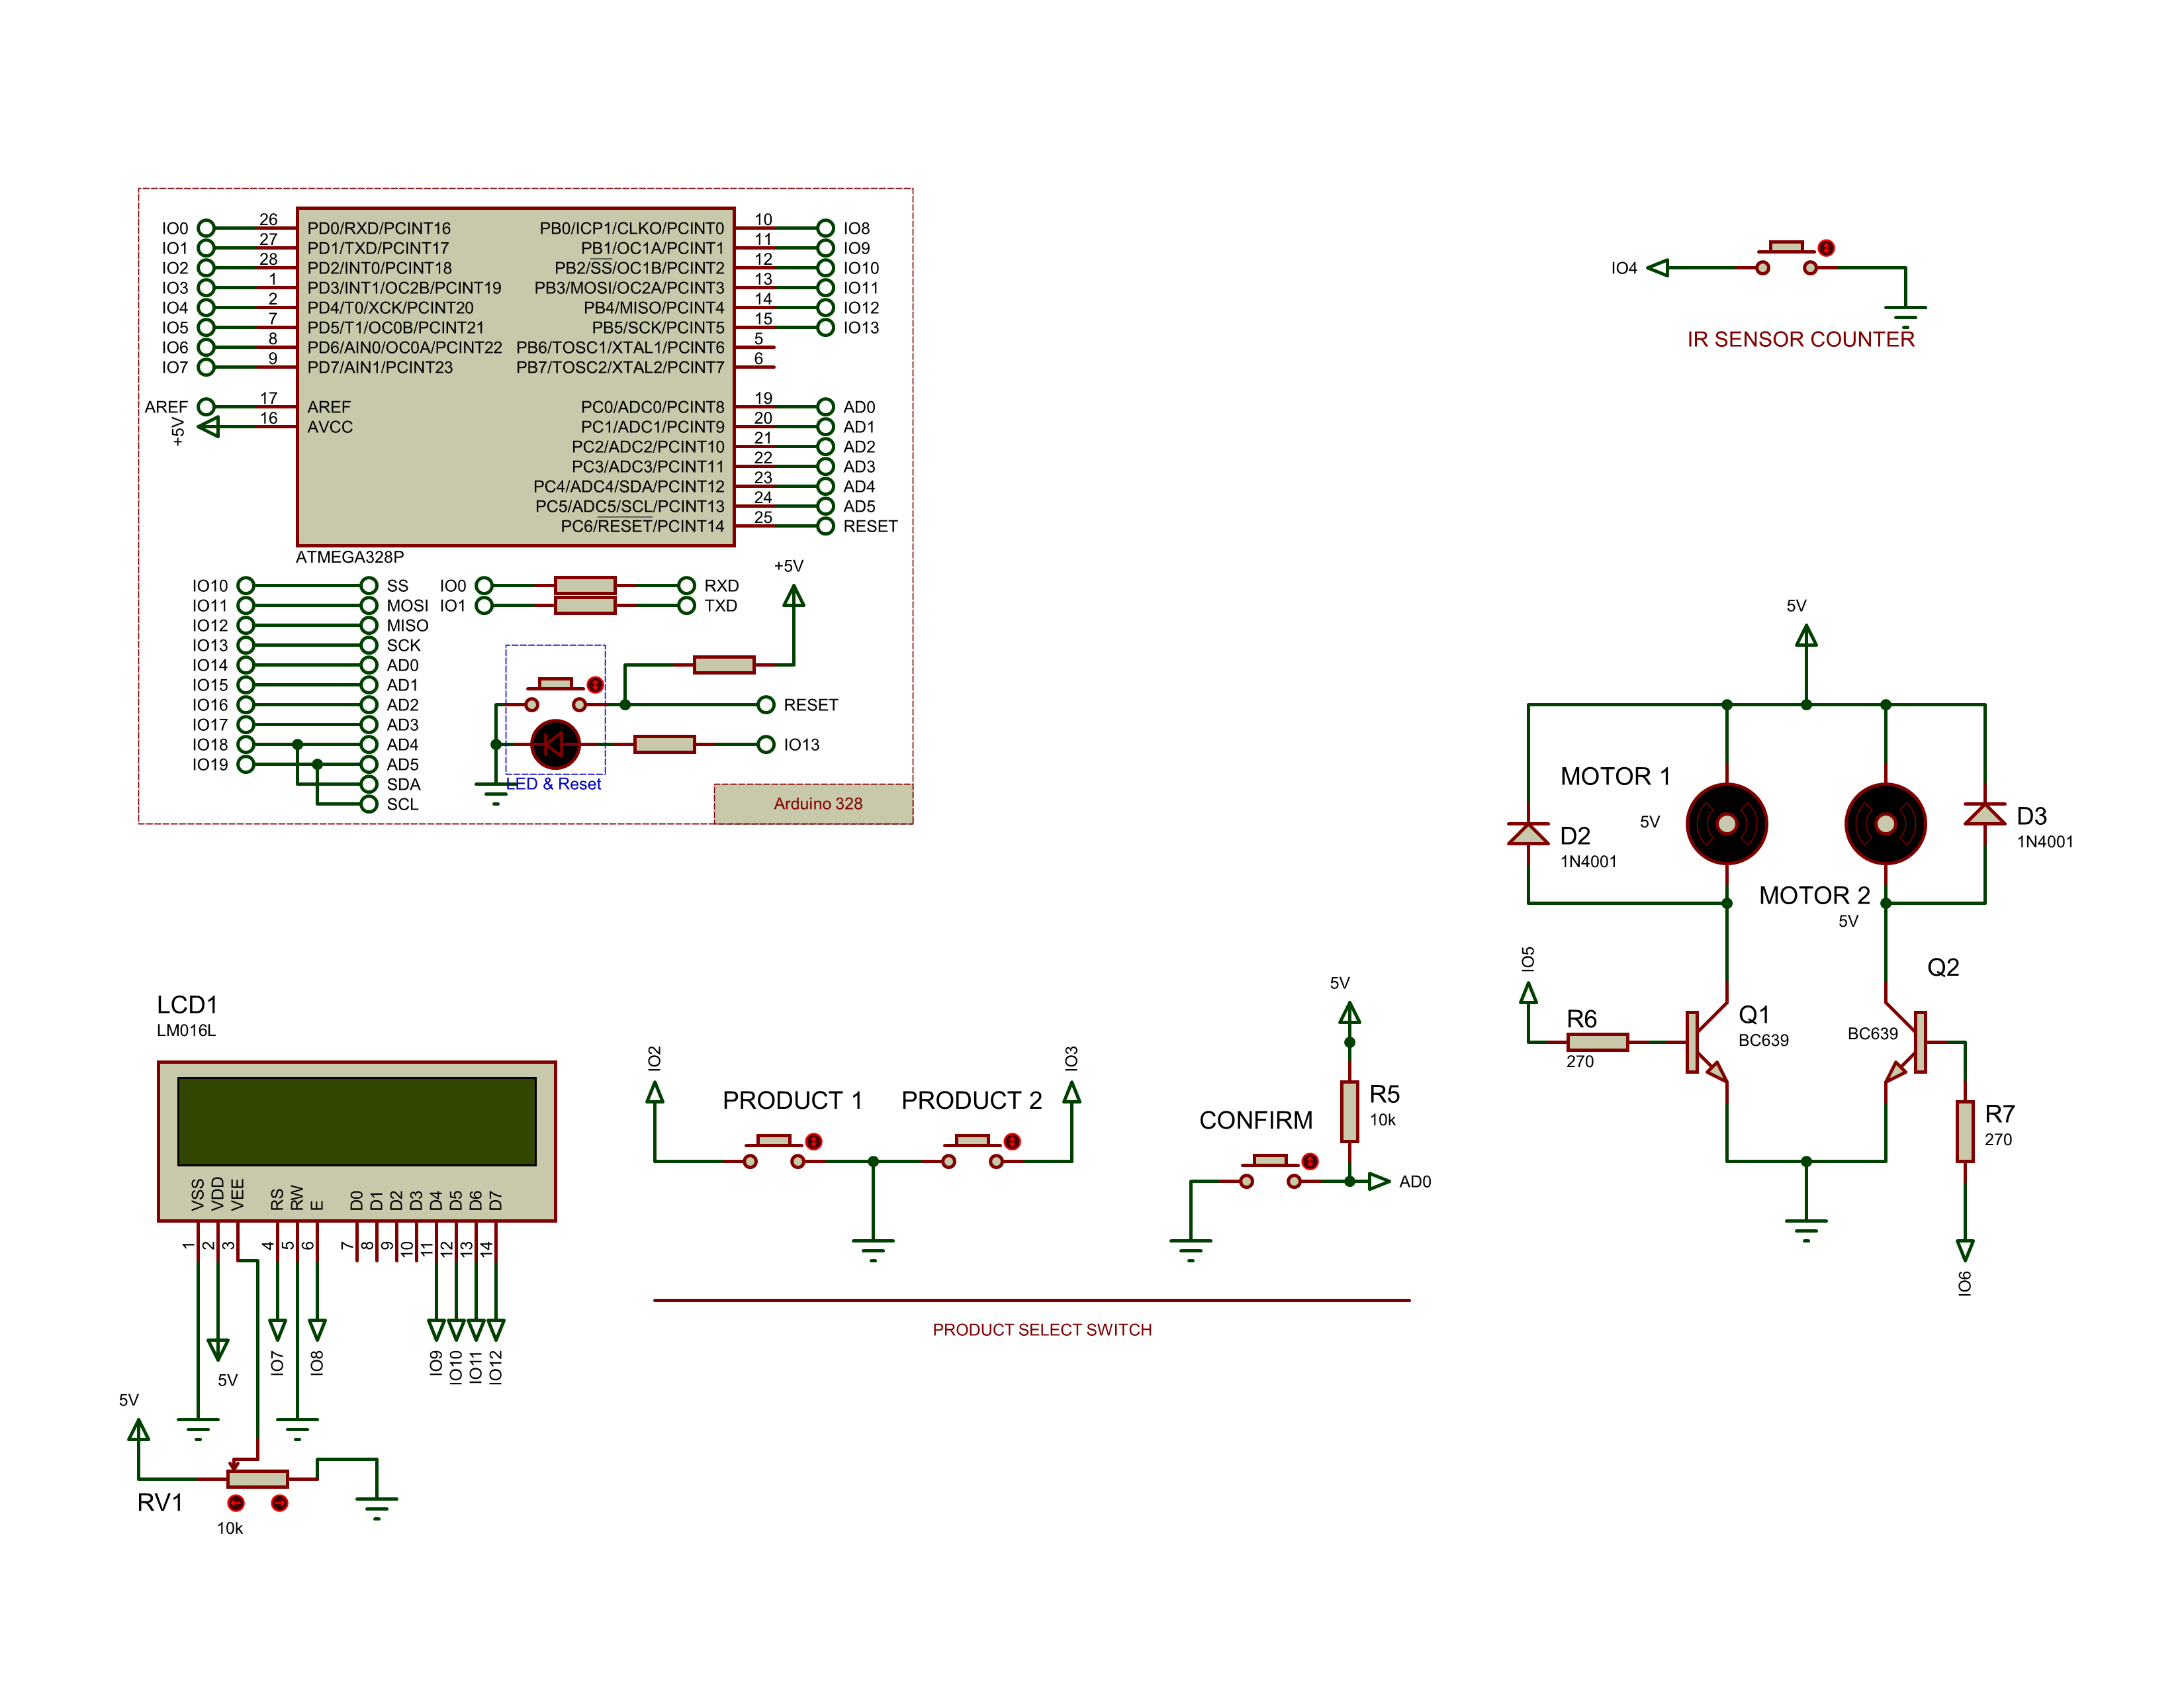 IO0 26 PD0/RXD/PCINT16 PB0/ICP1/CLKO/PCINT0 10 IO8
IO1 27 PD1/TXD/PCINT17 PB1/OC1A/PCINT1 11 IO9
IO2 28 PD2/INT0/PCINT18 PB2/SS/OC1B/PCINT2 12 IO10
IO3 1 PD3/INT1/OC2B/PCINT19 PB3/MOSI/OC2A/PCINT3 13 IO11
IO4 2 PD4/T0/XCK/PCINT20 PB4/MISO/PCINT4 14 IO12
IO5 7 PD5/T1/OC0B/PCINT21 PB5/SCK/PCINT5 15 IO13
IO6 8 PD6/AIN0/OC0A/PCINT22 PB6/TOSC1/XTAL1/PCINT6 5
IO7 9 PD7/AIN1/PCINT23 PB7/TOSC2/XTAL2/PCINT7 6
AREF 17 AREF PC0/ADC0/PCINT8 19 AD0
+5V 16 AVCC PC1/ADC1/PCINT9 20 AD1
PC2/ADC2/PCINT10 21 AD2
PC3/ADC3/PCINT11 22 AD3
PC4/ADC4/SDA/PCINT12 23 AD4
PC5/ADC5/SCL/PCINT13 24 AD5
PC6/RESET/PCINT14 25 RESET
ATMEGA328P
IO10 SS
IO11 MOSI
IO12 MISO
IO13 SCK
IO14 AD0
IO15 AD1
IO16 AD2
IO17 AD3
IO18 AD4
IO19 AD5
SDA
SCL
IO0 RXD
IO1 TXD
+5V
RESET
IO13
LED & Reset
Arduino 328
IO4
IR SENSOR COUNTER
5V
MOTOR 1
5V
D2
1N4001
D3
1N4001
MOTOR 2
5V
IO5
R6
270
Q1
BC639
Q2
BC639
R7
270
IO6
LCD1
LM016L
VSS VDD VEE RS RW E D0 D1 D2 D3 D4 D5 D6 D7
1 2 3 4 5 6 7 8 9 10 11 12 13 14
5V
IO7 IO8 IO9 IO10 IO11 IO12
5V
RV1
10k
IO2
PRODUCT 1
PRODUCT 2
IO3
5V
R5
10k
CONFIRM
AD0
PRODUCT SELECT SWITCH